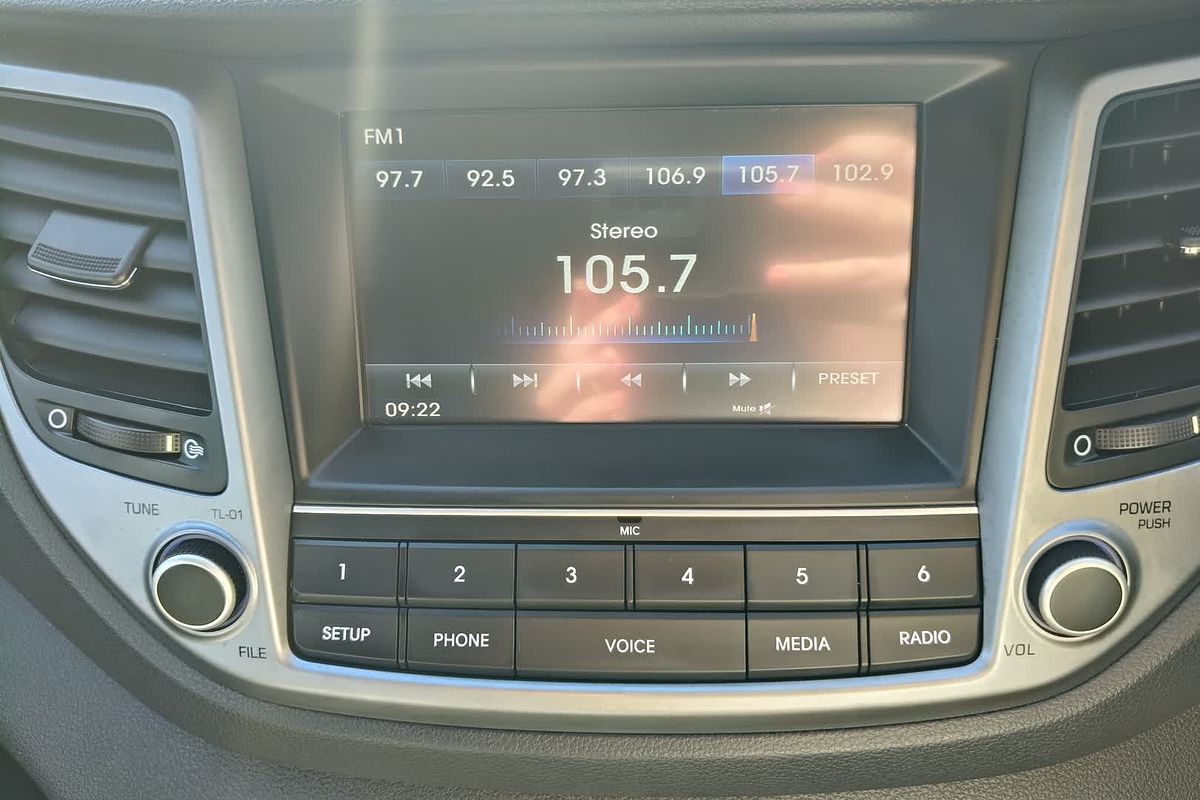 FM1
97.7 92.5 97.3 106.9 105.7 102.9
Stereo
105.7
PRESET
09:22 Mute
TUNE TL-01
POWER
PUSH
MIC
1 2 3 4 5 6
SETUP PHONE VOICE MEDIA RADIO
FILE VOL